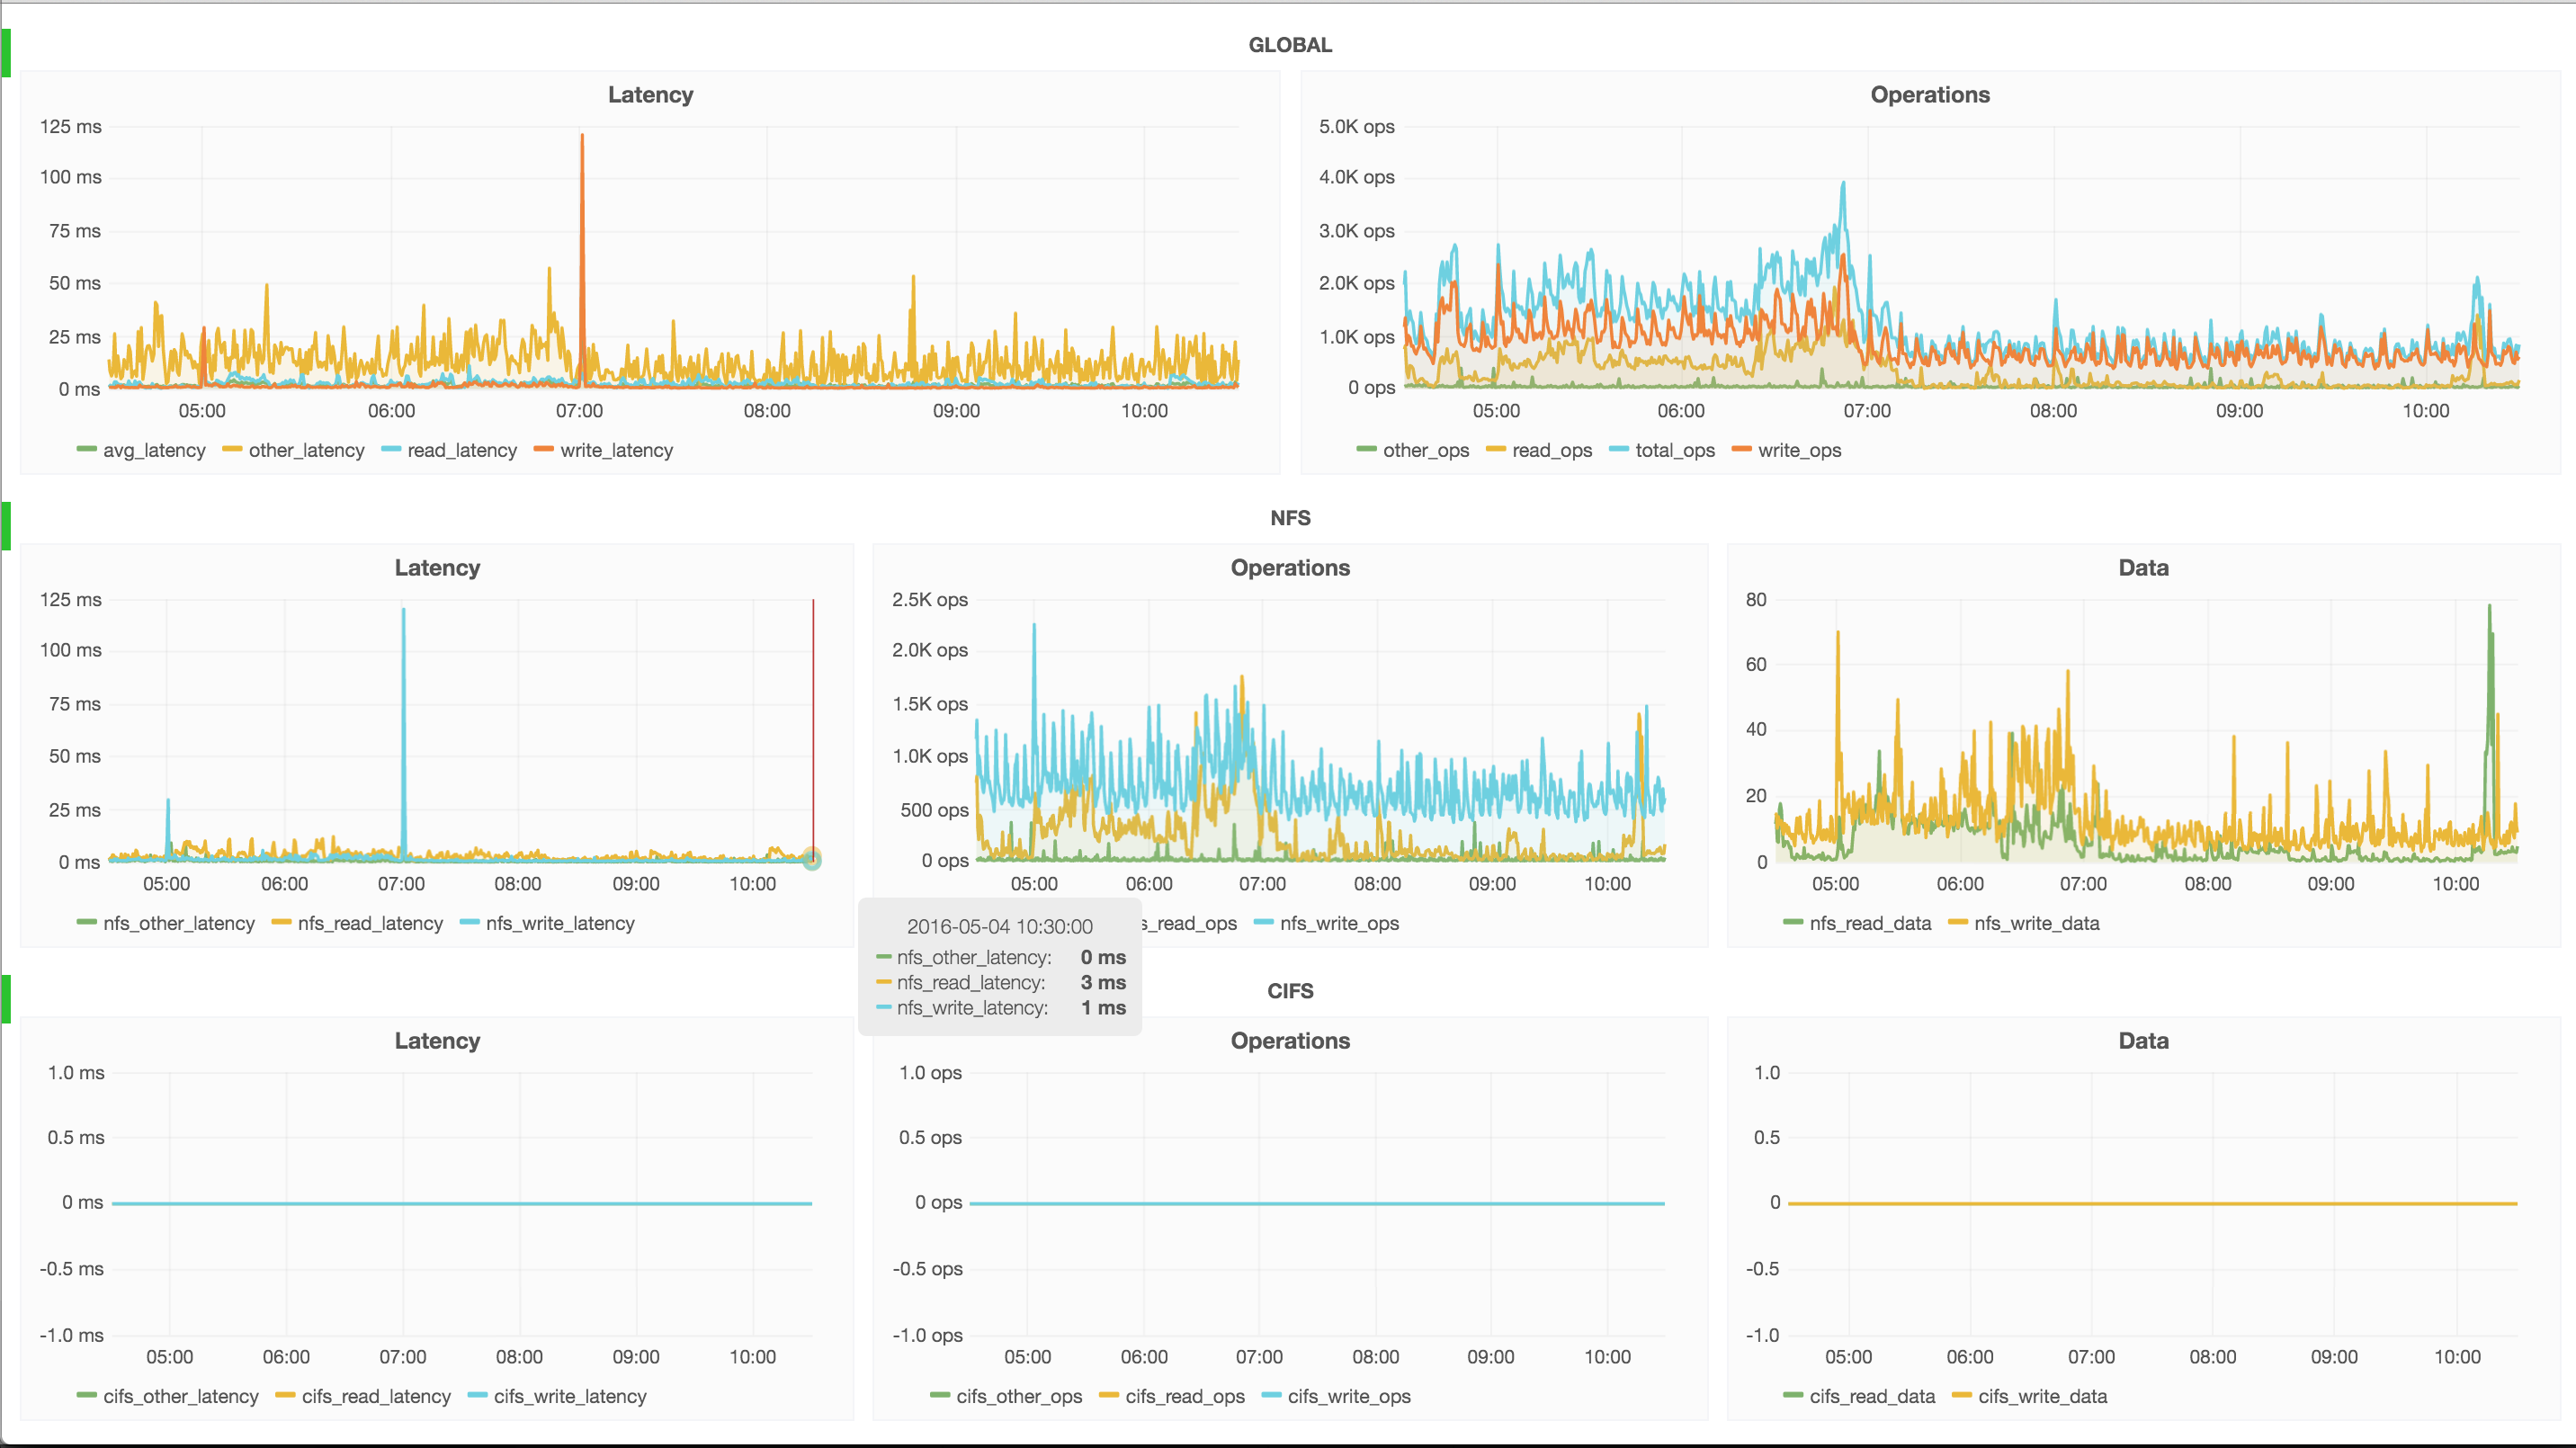 GLOBAL
Latency
125 ms
100 ms
75 ms
50 ms
25 ms
0 ms
05:00 06:00 07:00 08:00 09:00 10:00
avg_latency other_latency read_latency write_latency
Operations
5.0K ops
4.0K ops
3.0K ops
2.0K ops
1.0K ops
0 ops
05:00 06:00 07:00 08:00 09:00 10:00
other_ops read_ops total_ops write_ops
NFS
Latency
125 ms
100 ms
75 ms
50 ms
25 ms
0 ms
05:00 06:00 07:00 08:00 09:00 10:00
nfs_other_latency nfs_read_latency nfs_write_latency
Operations
2.5K ops
2.0K ops
1.5K ops
1.0K ops
500 ops
0 ops
05:00 06:00 07:00 08:00 09:00 10:00
s_read_ops nfs_write_ops
Data
80
60
40
20
0
05:00 06:00 07:00 08:00 09:00 10:00
nfs_read_data nfs_write_data
2016-05-04 10:30:00
nfs_other_latency: 0 ms
nfs_read_latency: 3 ms
nfs_write_latency: 1 ms
CIFS
Latency
1.0 ms
0.5 ms
0 ms
-0.5 ms
-1.0 ms
05:00 06:00 07:00 08:00 09:00 10:00
cifs_other_latency cifs_read_latency cifs_write_latency
Operations
1.0 ops
0.5 ops
0 ops
-0.5 ops
-1.0 ops
05:00 06:00 07:00 08:00 09:00 10:00
cifs_other_ops cifs_read_ops cifs_write_ops
Data
1.0
0.5
0
-0.5
-1.0
05:00 06:00 07:00 08:00 09:00 10:00
cifs_read_data cifs_write_data